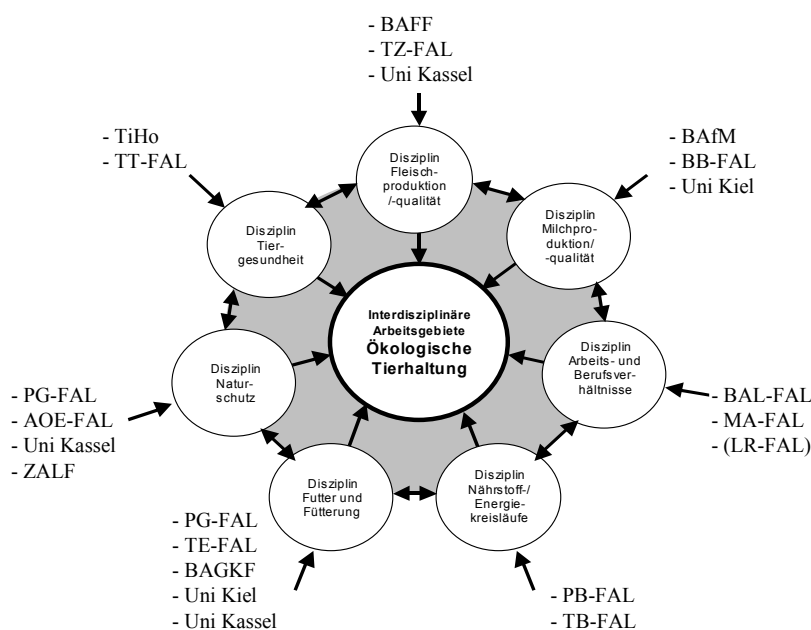 - BAFF
- TZ-FAL
- Uni Kassel
- TiHo
- TT-FAL
- BAfM
- BB-FAL
- Uni Kiel
Disziplin
Fleisch-
produktion
/-qualität
Disziplin
Tier-
gesundheit
Disziplin
Milchpro-
duktion/
-qualität
Interdisziplinäre
Arbeitsgebiete
Ökologische
Tierhaltung
Disziplin
Natur-
schutz
Disziplin
Arbeits- und
Berufsver-
hältnisse
- PG-FAL
- AOE-FAL
- Uni Kassel
- ZALF
- BAL-FAL
- MA-FAL
- (LR-FAL)
Disziplin
Futter und
Fütterung
Disziplin
Nährstoff-/
Energie-
kreisläufe
- PG-FAL
- TE-FAL
- BAGKF
- Uni Kiel
- Uni Kassel
- PB-FAL
- TB-FAL